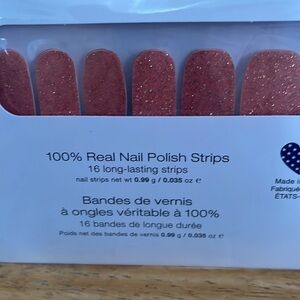 100% Real Nail Polish Strips
16 long-lasting strips
nail strips net wt 0.99 g / 0.035 oz ℮
Bandes de vernis
à ongles véritable à 100%
16 bandes de longue durée
Poids net des bandes de vernis 0.99 g / 0.035 oz ℮
Made
Fabriqué
ÉTATS-